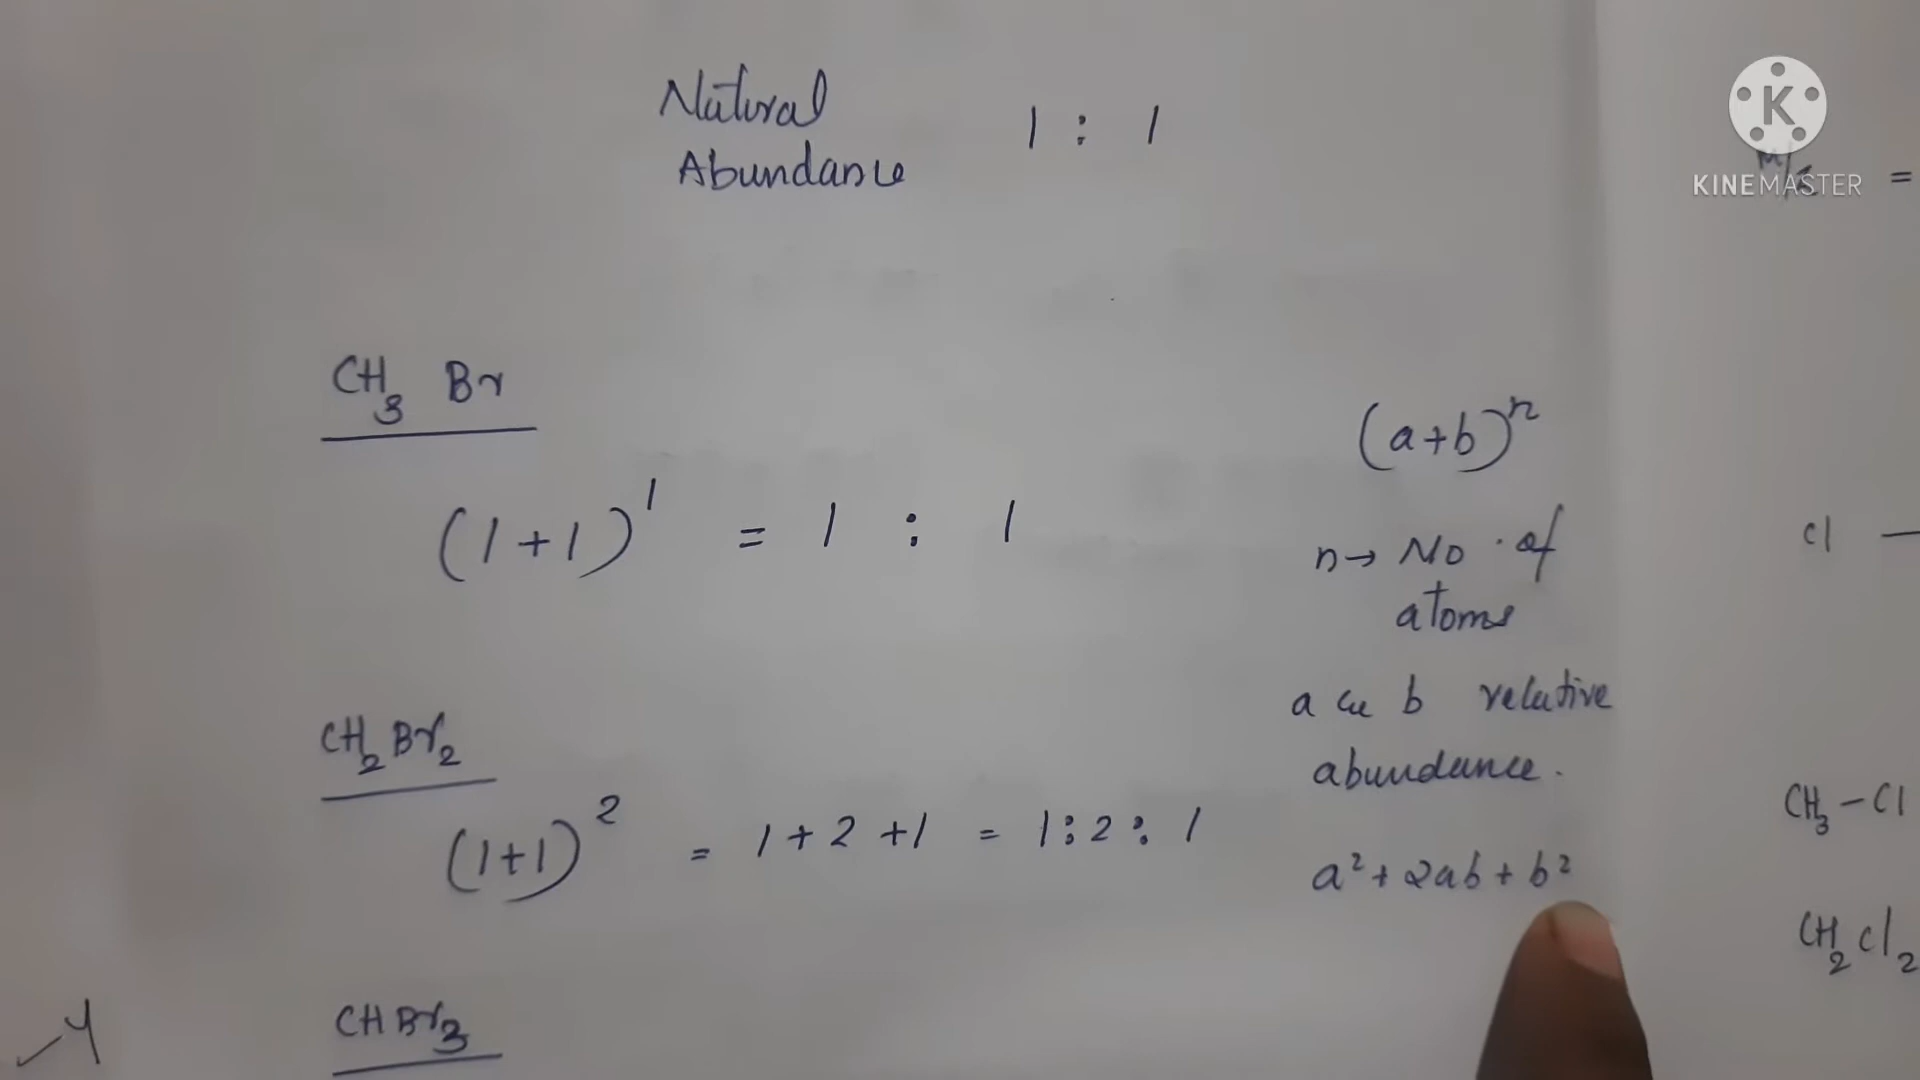 Natural
Abundance 1 : 1
K
KINEMASTER
=
CH3 Br
(1+1)^1 = 1 : 1
(a+b)^n
n→ No. of
atoms
a b relative
abundance.
CH2Br2
(1+1)^2 = 1+2+1 = 1:2:1
a²+2ab+b²
CHBr3
Cl —
CH3-Cl
CH2Cl2